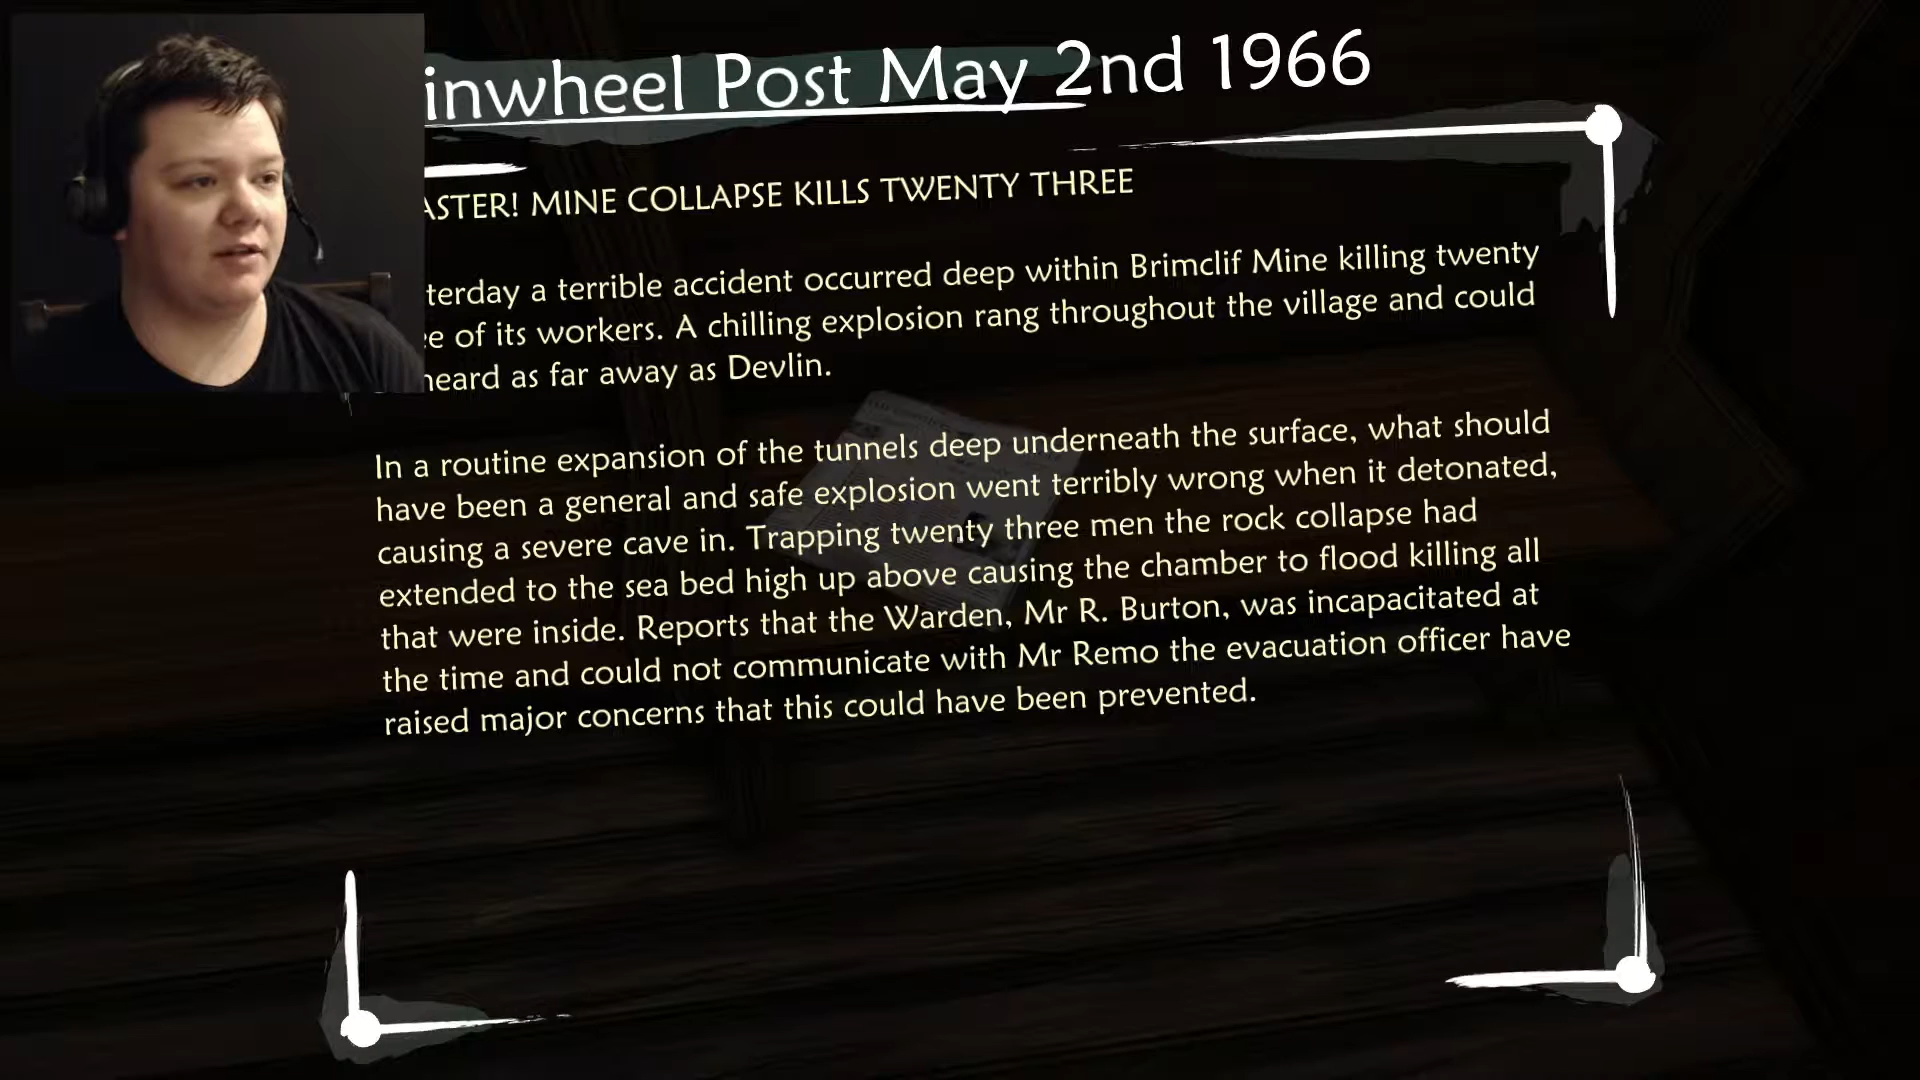 inwheel Post May 2nd 1966
ASTER! MINE COLLAPSE KILLS TWENTY THREE
terday a terrible accident occurred deep within Brimclif Mine killing twenty
e of its workers. A chilling explosion rang throughout the village and could
heard as far away as Devlin.
In a routine expansion of the tunnels deep underneath the surface, what should
have been a general and safe explosion went terribly wrong when it detonated,
causing a severe cave in. Trapping twenty three men the rock collapse had
extended to the sea bed high up above causing the chamber to flood killing all
that were inside. Reports that the Warden, Mr R. Burton, was incapacitated at
the time and could not communicate with Mr Remo the evacuation officer have
raised major concerns that this could have been prevented.